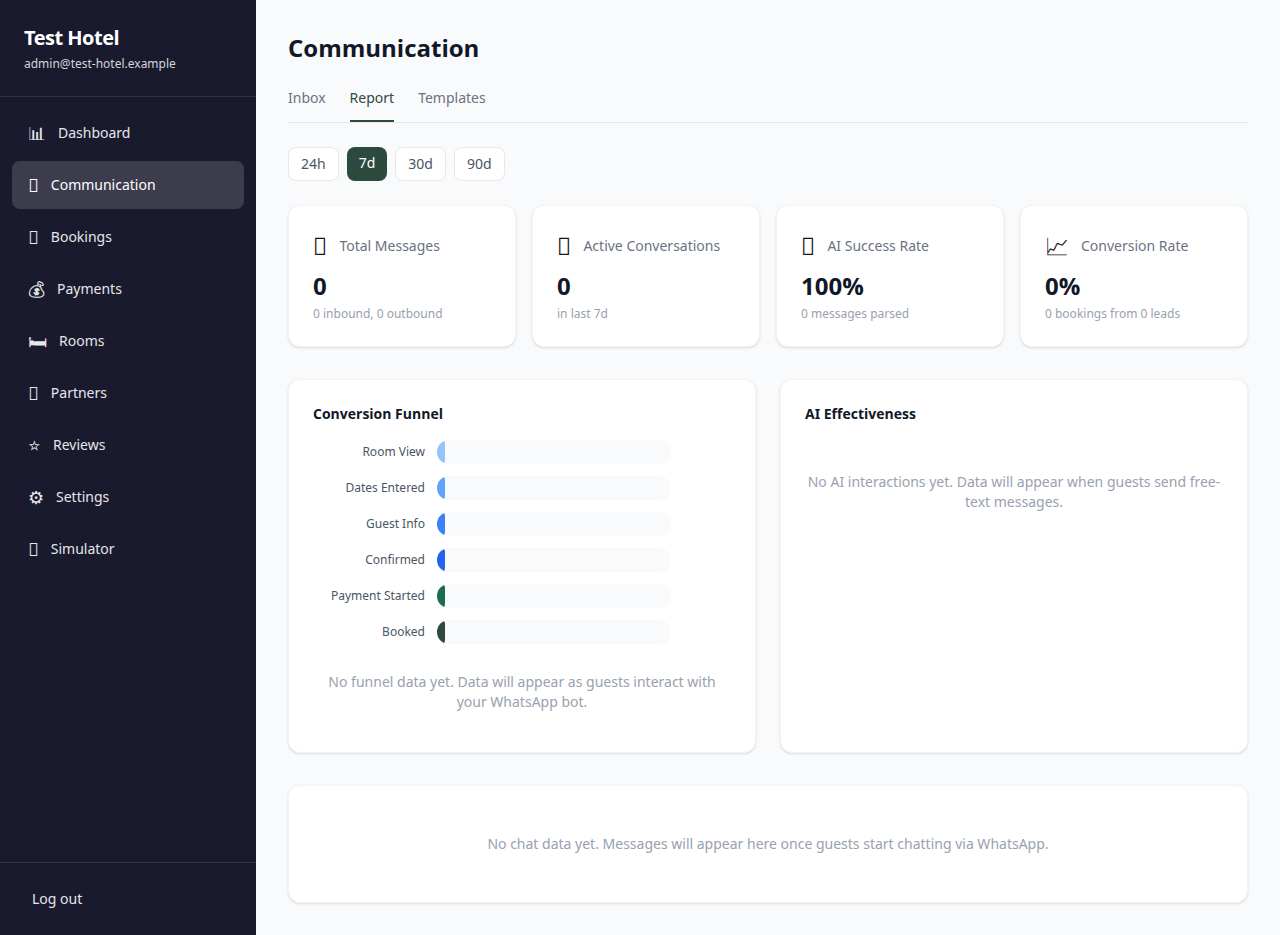 Test Hotel
admin@test-hotel.example
Dashboard
Communication
Bookings
Payments
Rooms
Partners
Reviews
Settings
Simulator
Log out
Communication
Inbox Report Templates
24h 7d 30d 90d
Total Messages
0
0 inbound, 0 outbound
Active Conversations
0
in last 7d
AI Success Rate
100%
0 messages parsed
Conversion Rate
0%
0 bookings from 0 leads
Conversion Funnel
Room View
Dates Entered
Guest Info
Confirmed
Payment Started
Booked
No funnel data yet. Data will appear as guests interact with
your WhatsApp bot.
AI Effectiveness
No AI interactions yet. Data will appear when guests send free-
text messages.
No chat data yet. Messages will appear here once guests start chatting via WhatsApp.